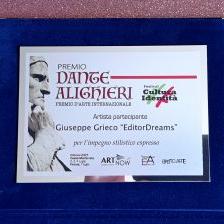 PREMIO
DANTE
ALIGHIERI
PREMIO D'ARTE INTERNAZIONALE
Festival
Cultura
Identità
Artista partecipante
Giuseppe Grieco "EditorDreams"
per l'impegno stilistico espresso
ART
NOW
EA